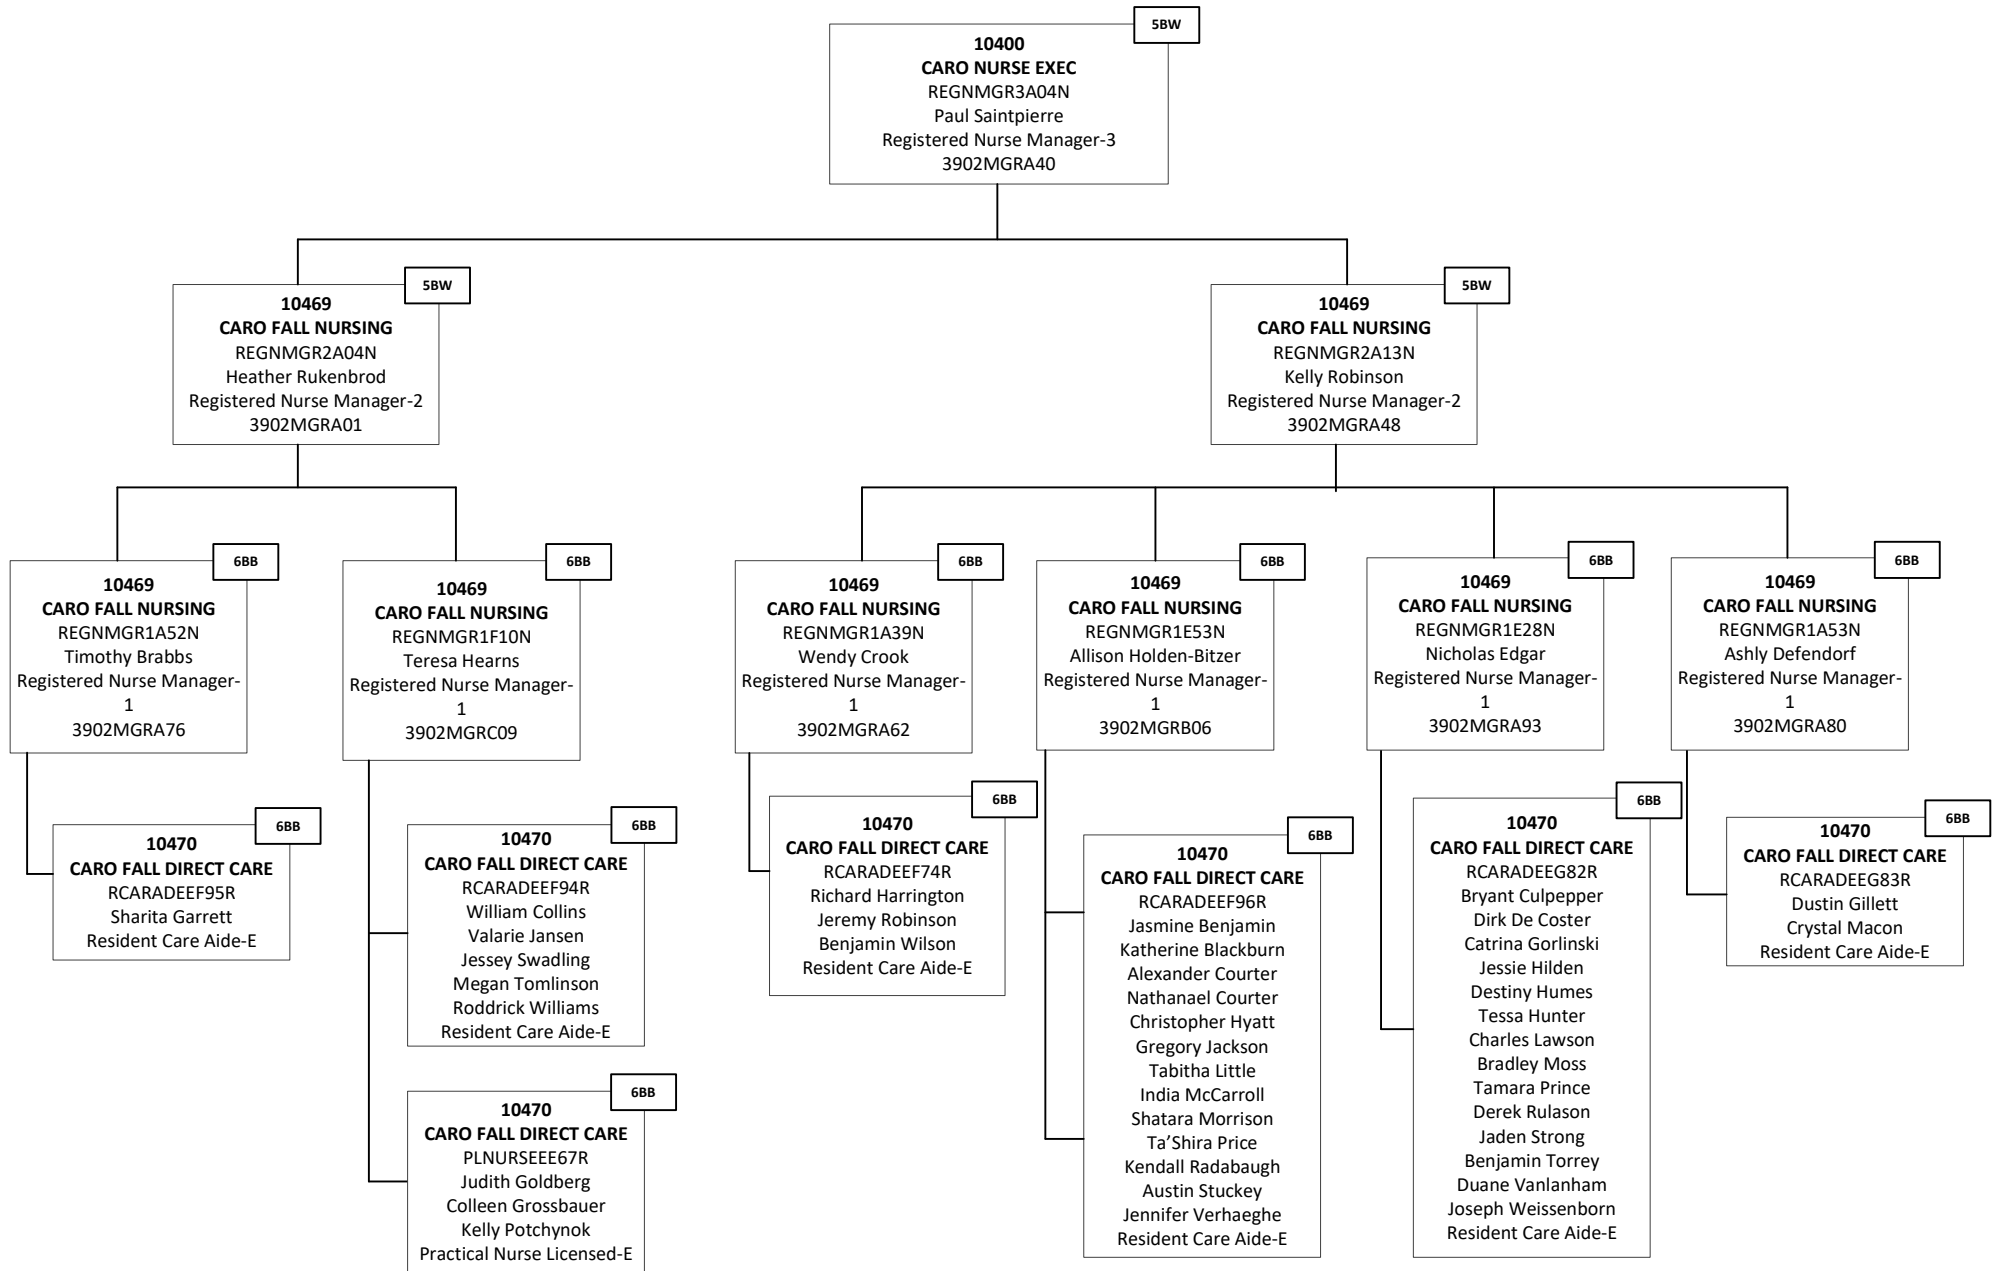 5BW
10400
CARO NURSE EXEC
REGNMGR3A04N
Paul Saintpierre
Registered Nurse Manager-3
3902MGRA40
5BW
10469
CARO FALL NURSING
REGNMGR2A04N
Heather Rukenbrod
Registered Nurse Manager-2
3902MGRA01
5BW
10469
CARO FALL NURSING
REGNMGR2A13N
Kelly Robinson
Registered Nurse Manager-2
3902MGRA48
6BB
10469
CARO FALL NURSING
REGNMGR1A52N
Timothy Brabbs
Registered Nurse Manager-
1
3902MGRA76
6BB
10469
CARO FALL NURSING
REGNMGR1F10N
Teresa Hearns
Registered Nurse Manager-
1
3902MGRC09
6BB
10469
CARO FALL NURSING
REGNMGR1A39N
Wendy Crook
Registered Nurse Manager-
1
3902MGRA62
6BB
10469
CARO FALL NURSING
REGNMGR1E53N
Allison Holden-Bitzer
Registered Nurse Manager-
1
3902MGRB06
6BB
10469
CARO FALL NURSING
REGNMGR1E28N
Nicholas Edgar
Registered Nurse Manager-
1
3902MGRA93
6BB
10469
CARO FALL NURSING
REGNMGR1A53N
Ashly Defendorf
Registered Nurse Manager-
1
3902MGRA80
6BB
10470
CARO FALL DIRECT CARE
RCARADEEF95R
Sharita Garrett
Resident Care Aide-E
6BB
10470
CARO FALL DIRECT CARE
RCARADEEF94R
William Collins
Valarie Jansen
Jessey Swadling
Megan Tomlinson
Roddrick Williams
Resident Care Aide-E
6BB
10470
CARO FALL DIRECT CARE
PLNURSEEE67R
Judith Goldberg
Colleen Grossbauer
Kelly Potchynok
Practical Nurse Licensed-E
6BB
10470
CARO FALL DIRECT CARE
RCARADEEF74R
Richard Harrington
Jeremy Robinson
Benjamin Wilson
Resident Care Aide-E
6BB
10470
CARO FALL DIRECT CARE
RCARADEEF96R
Jasmine Benjamin
Katherine Blackburn
Alexander Courter
Nathanael Courter
Christopher Hyatt
Gregory Jackson
Tabitha Little
India McCarroll
Shatara Morrison
Ta’Shira Price
Kendall Radabaugh
Austin Stuckey
Jennifer Verhaeghe
Resident Care Aide-E
6BB
10470
CARO FALL DIRECT CARE
RCARADEEG82R
Bryant Culpepper
Dirk De Coster
Catrina Gorlinski
Jessie Hilden
Destiny Humes
Tessa Hunter
Charles Lawson
Bradley Moss
Tamara Prince
Derek Rulason
Jaden Strong
Benjamin Torrey
Duane Vanlanham
Joseph Weissenborn
Resident Care Aide-E
6BB
10470
CARO FALL DIRECT CARE
RCARADEEG83R
Dustin Gillett
Crystal Macon
Resident Care Aide-E